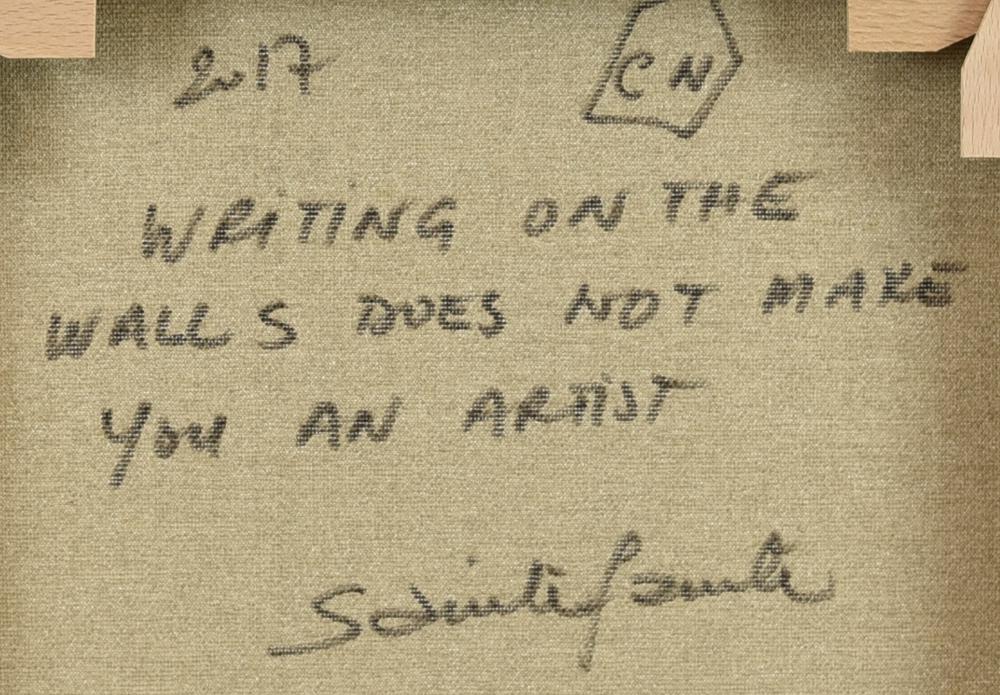 2017 CN
WRITING ON THE
WALLS DOES NOT MAKE
YOU AN ARTIST